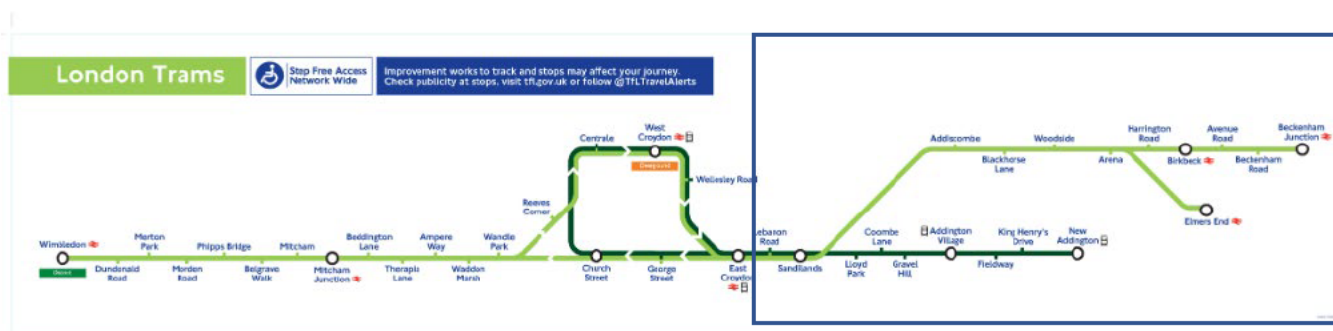 London Trams
Step Free Access
Network Wide
Improvement works to track and stops may affect your journey.
Check publicity at stops, visit tfl.gov.uk or follow @TfLTravelAlerts
Centrale
West
Croydon
Wellesley Road
Reeves
Corner
Wimbledon
Merton
Park
Phipps Bridge
Mitcham
Beddington
Lane
Ampere
Way
Wandle
Park
Dundonald
Road
Morden
Road
Belgrave
Walk
Mitcham
Junction
Therapia
Lane
Waddon
Marsh
Church
Street
George
Street
East
Croydon
Lebanon
Road
Sandilands
Lloyd
Park
Coombe
Lane
Gravel
Hill
Addington
Village
Fieldway
King Henry's
Drive
New
Addington
Addiscombe
Blackhorse
Lane
Woodside
Arena
Harrington
Road
Birkbeck
Avenue
Road
Beckenham
Road
Beckenham
Junction
Elmers End